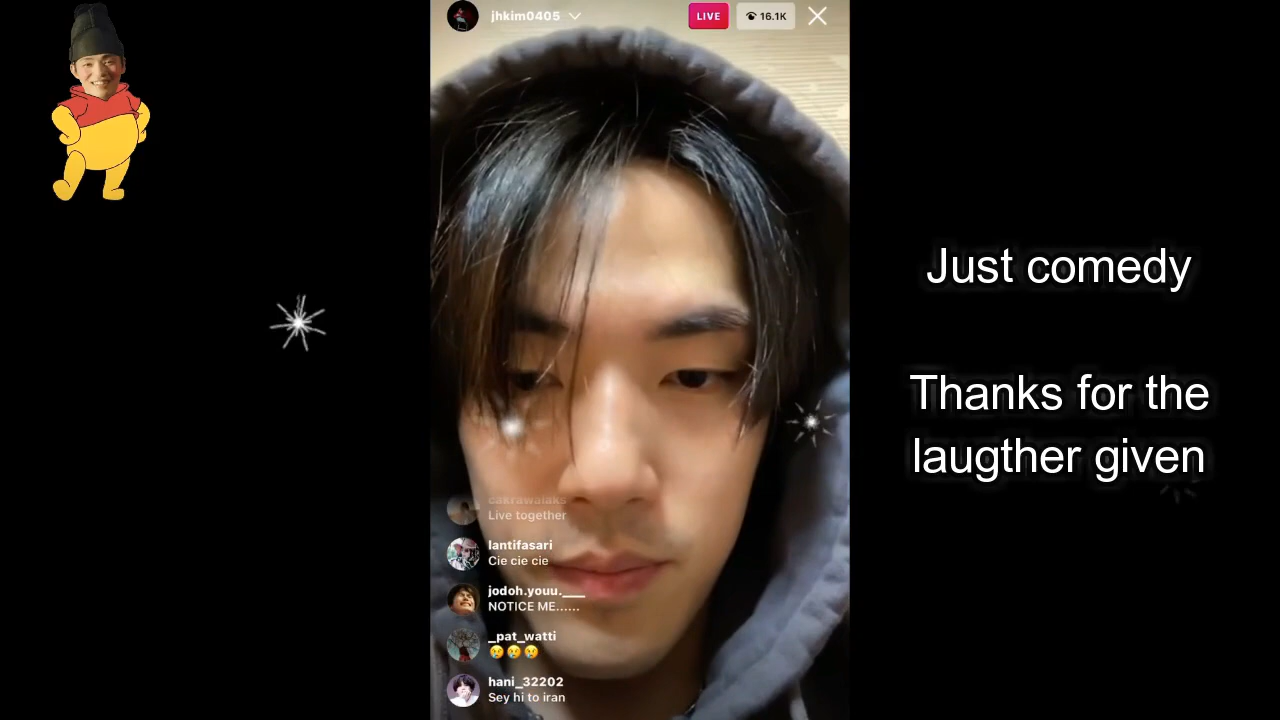 jhkim0405
LIVE
16.1K
cakrawalaks
Live together
lantifasari
Cie cie cie
jodoh.youu.___
NOTICE ME......
_pat_watti
hani_32202
Sey hi to iran
Just comedy
Thanks for the
laugther given